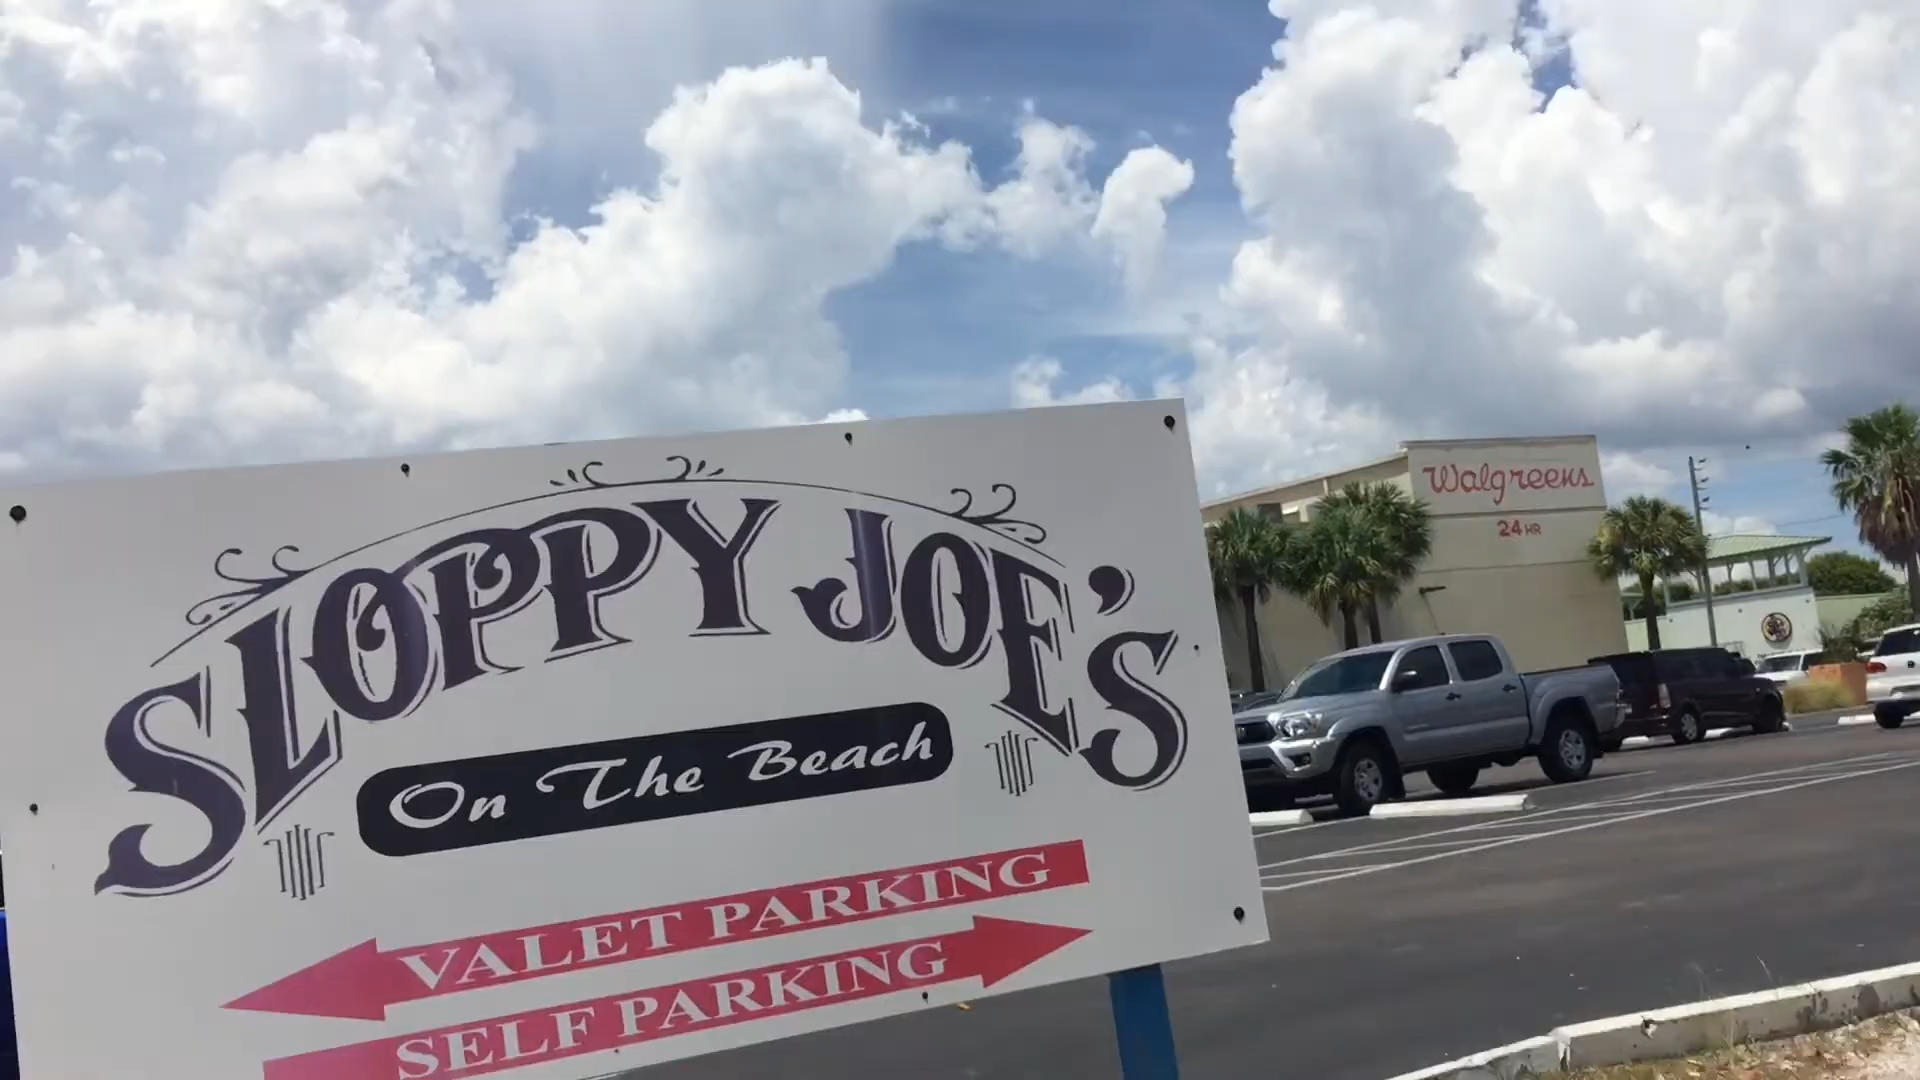 SLOPPY JOE'S
On The Beach
VALET PARKING
SELF PARKING
Walgreens
24 HR